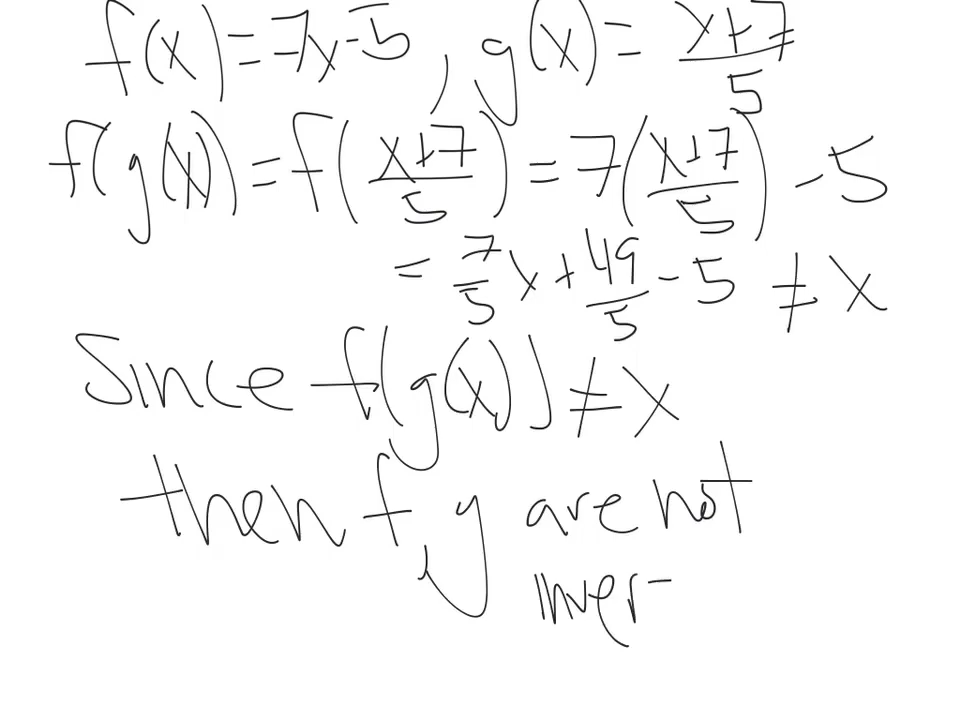 f(x) = 7x - 5, g(x) = (x+7)/5
f(g(x)) = f((x+7)/5) = 7((x+7)/5) - 5
= 7/5 x + 49/5 - 5 ≠ x
Since f(g(x)) ≠ x
then f, g are not
inver